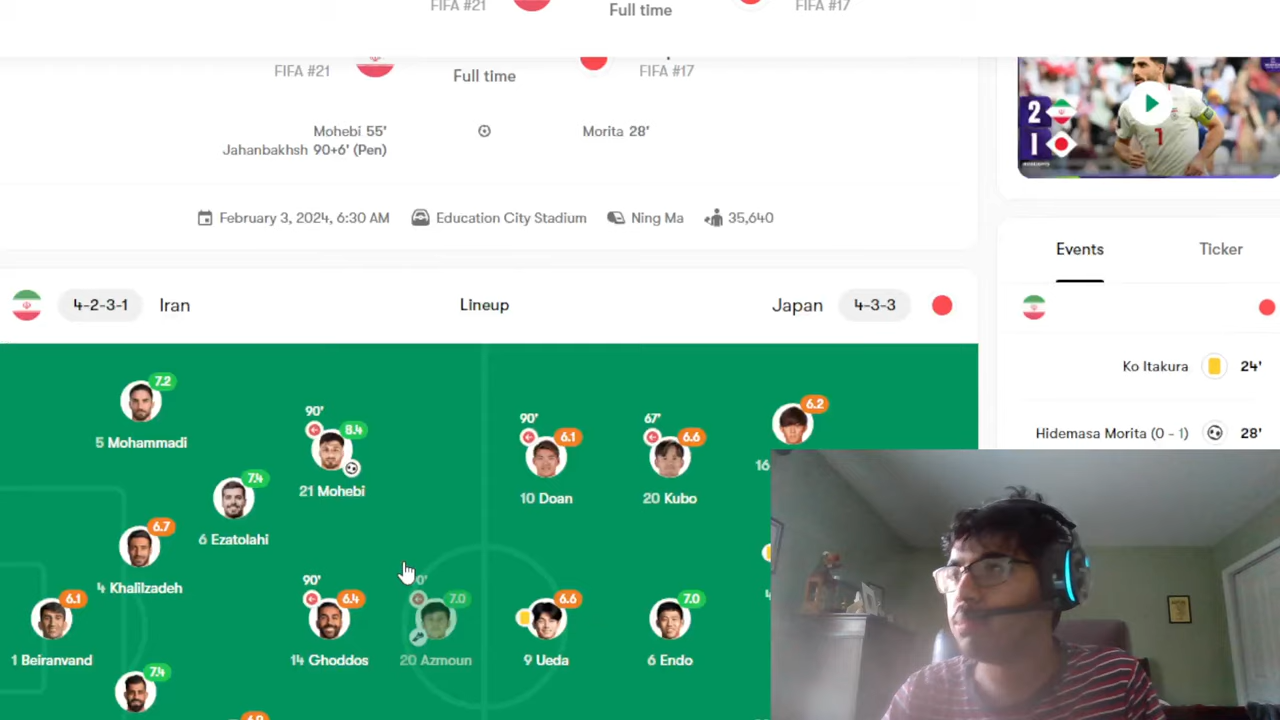 FIFA #21
Full time
FIFA #17
FIFA #21
Full time
FIFA #17
Mohebi 55'
Jahanbakhsh 90+6' (Pen)
Morita 28'
February 3, 2024, 6:30 AM
Education City Stadium
Ning Ma
35,640
2
1
1
Events
Ticker
4-2-3-1
Iran
Lineup
Japan
4-3-3
Ko Itakura
24'
Hidemasa Morita (0 - 1)
28'
7.2
5 Mohammadi
90'
8.4
21 Mohebi
7.4
6 Ezatolahi
6.7
4 Khalilzadeh
6.1
1 Beiranvand
90'
6.4
14 Ghoddos
7.0
20 Azmoun
7.4
90'
6.1
10 Doan
67'
6.6
20 Kubo
6.2
16
6.6
9 Ueda
7.0
6 Endo